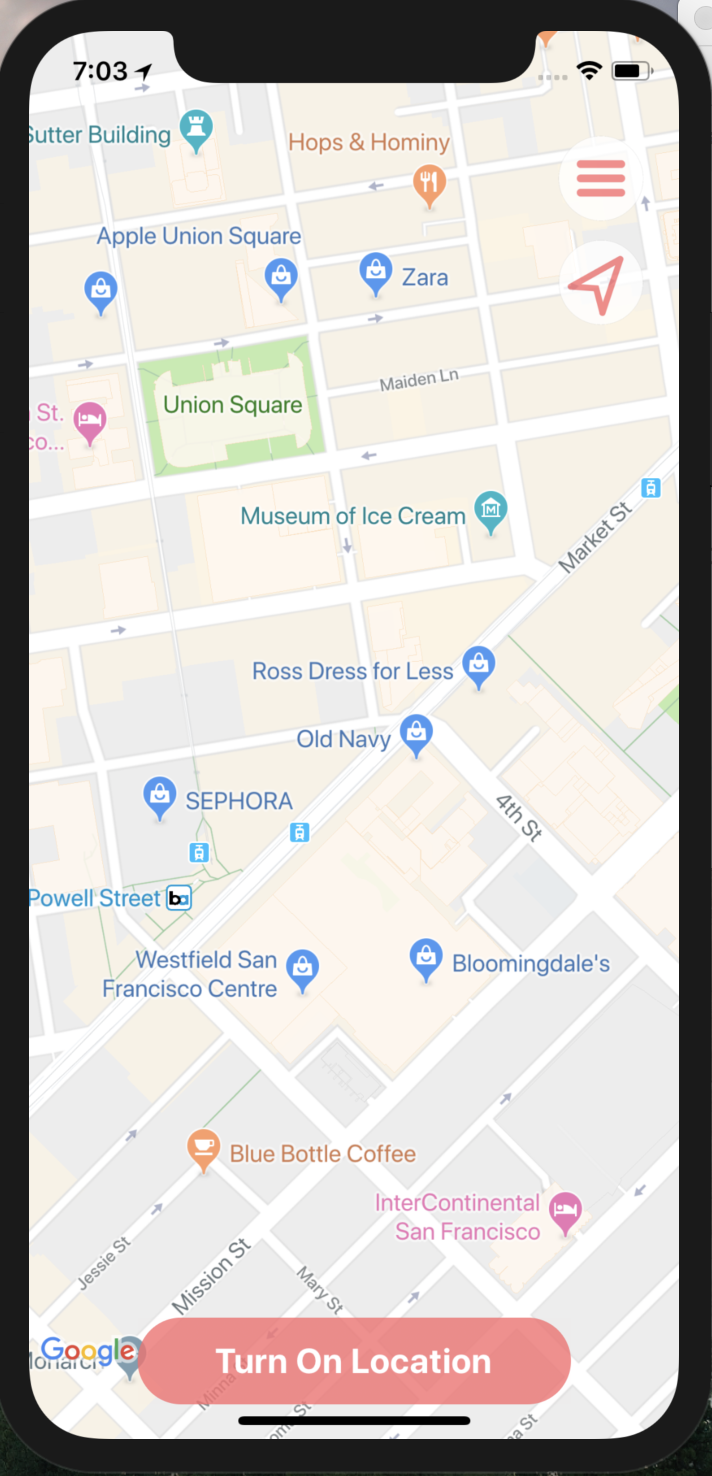 7:03
Sutter Building
Hops & Hominy
Apple Union Square
Zara
Maiden Ln
Union Square
St.
co...
Museum of Ice Cream
Market St
Ross Dress for Less
Old Navy
SEPHORA
4th St
Powell Street
ba
Westfield San
Francisco Centre
Bloomingdale's
Blue Bottle Coffee
InterContinental
San Francisco
Jessie St
Mission St
Mary St
Google
Turn On Location
Minna